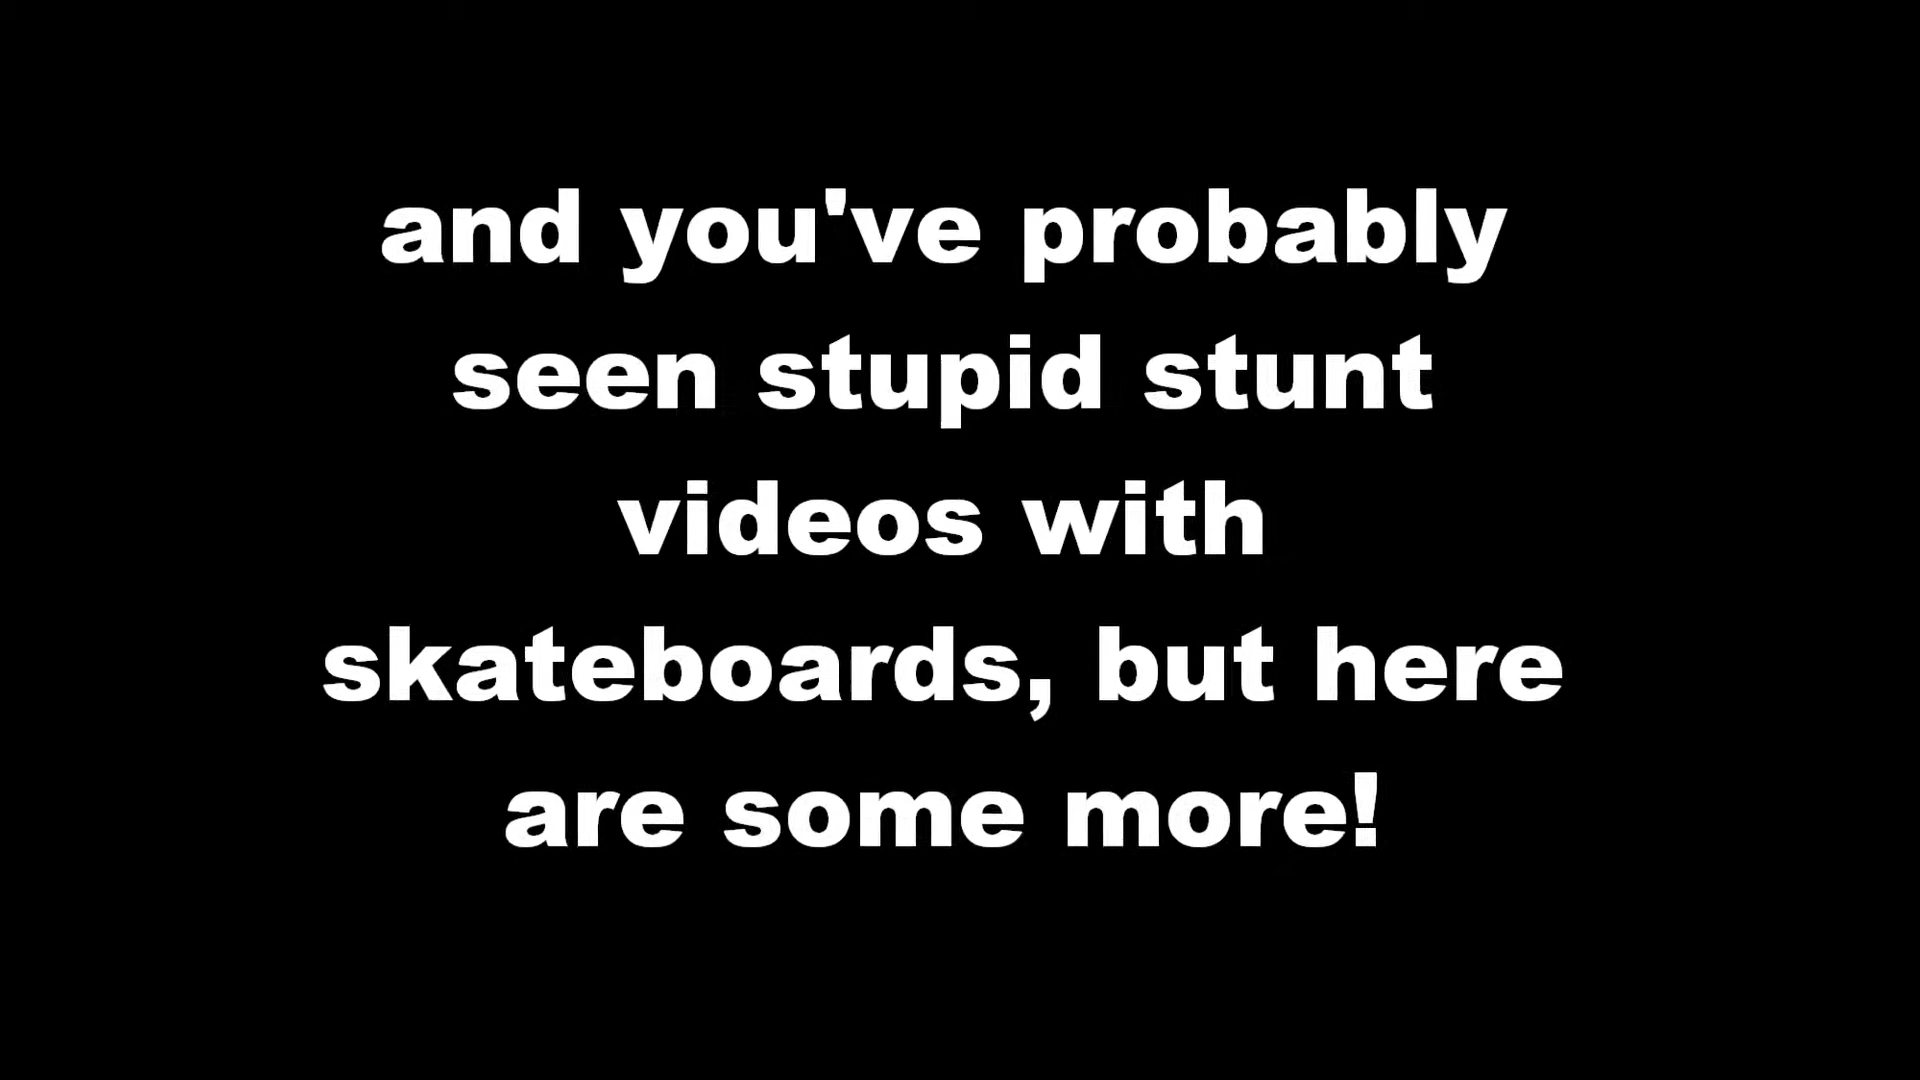 and you've probably
seen stupid stunt
videos with
skateboards, but here
are some more!